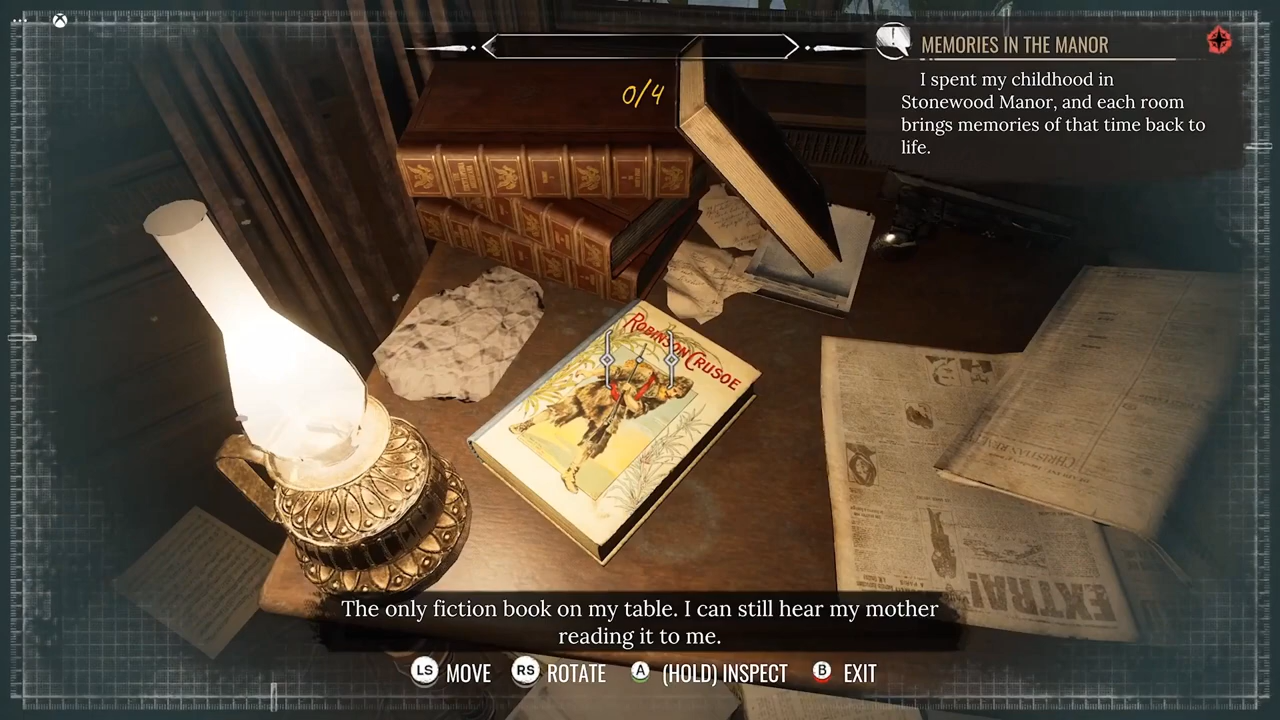 MEMORIES IN THE MANOR
I spent my childhood in
Stonewood Manor, and each room
brings memories of that time back to
life.
0/4
ROBINSON CRUSOE
CHRISTIAN
EXTRA!
The only fiction book on my table. I can still hear my mother
reading it to me.
LS MOVE RS ROTATE A (HOLD) INSPECT B EXIT